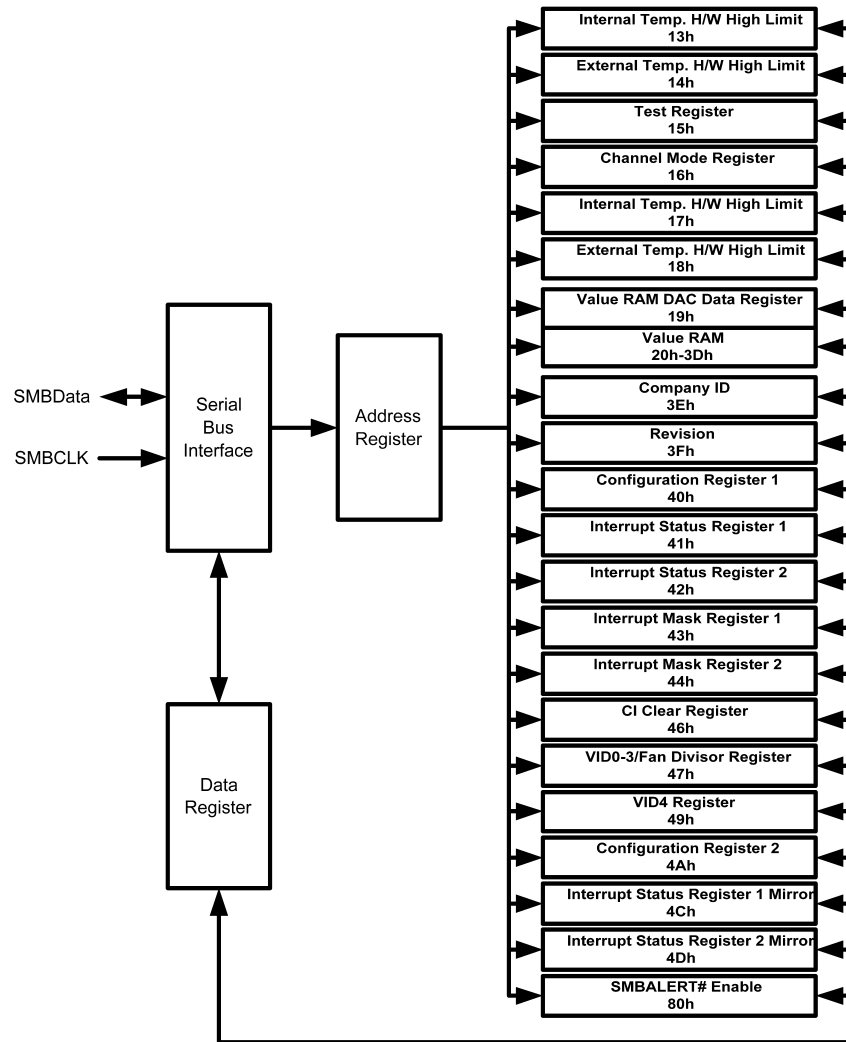 Internal Temp. H/W High Limit
13h
External Temp. H/W High Limit
14h
Test Register
15h
Channel Mode Register
16h
Internal Temp. H/W High Limit
17h
External Temp. H/W High Limit
18h
Value RAM DAC Data Register
19h
Value RAM
20h-3Dh
Company ID
3Eh
Revision
3Fh
Configuration Register 1
40h
Interrupt Status Register 1
41h
Interrupt Status Register 2
42h
Interrupt Mask Register 1
43h
Interrupt Mask Register 2
44h
CI Clear Register
46h
VID0-3/Fan Divisor Register
47h
VID4 Register
49h
Configuration Register 2
4Ah
Interrupt Status Register 1 Mirror
4Ch
Interrupt Status Register 2 Mirror
4Dh
SMBALERT# Enable
80h
SMBData
SMBCLK
Serial
Bus
Interface
Address
Register
Data
Register